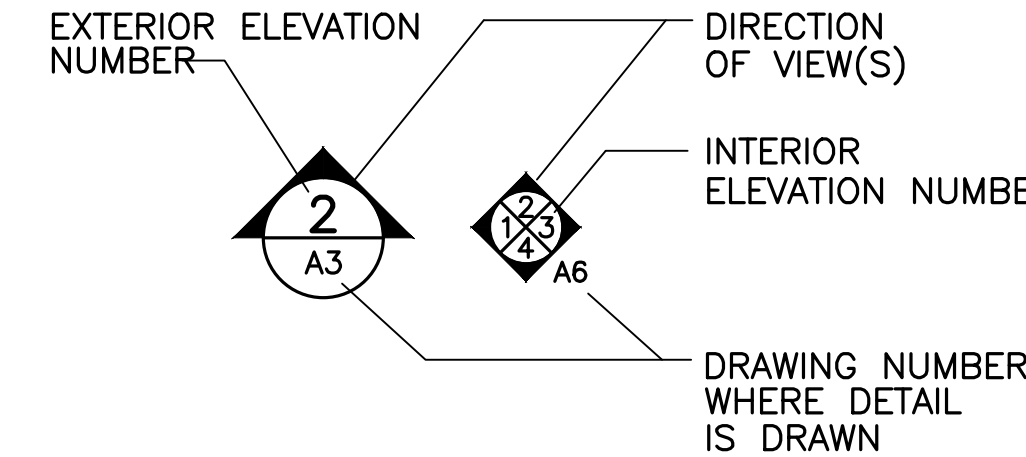 EXTERIOR ELEVATION
NUMBER
DIRECTION
OF VIEW(S)
INTERIOR
ELEVATION NUMBE
2
A3
2
1 3
4
A6
DRAWING NUMBER
WHERE DETAIL
IS DRAWN